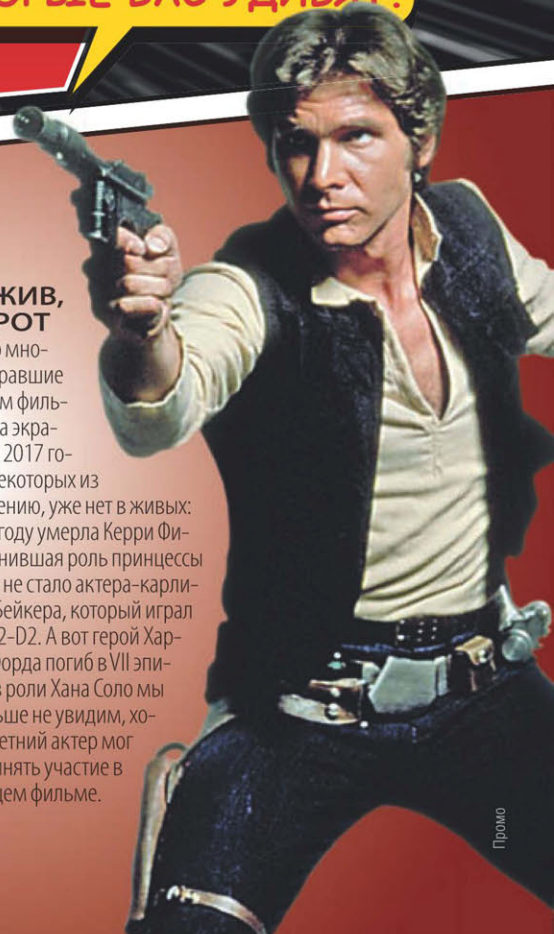 ЖИВ,
РОТ
мно-
равшие
м филь-
а экра-
2017 го-
екоторых из
ению, уже нет в живых:
году умерла Керри Фи-
нившая роль принцессы
не стало актера-карли-
Бейкера, который играл
2-D2. А вот герой Хар-
орда погиб в VII эпи-
в роли Хана Соло мы
ьше не увидим, хо-
етний актер мог
инять участие в
щем фильме.
Промо